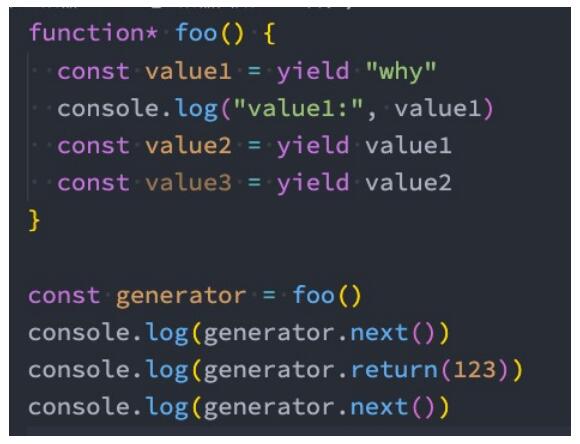 function* foo() {
  const value1 = yield "why"
  console.log("value1:", value1)
  const value2 = yield value1
  const value3 = yield value2
}
const generator = foo()
console.log(generator.next())
console.log(generator.return(123))
console.log(generator.next())